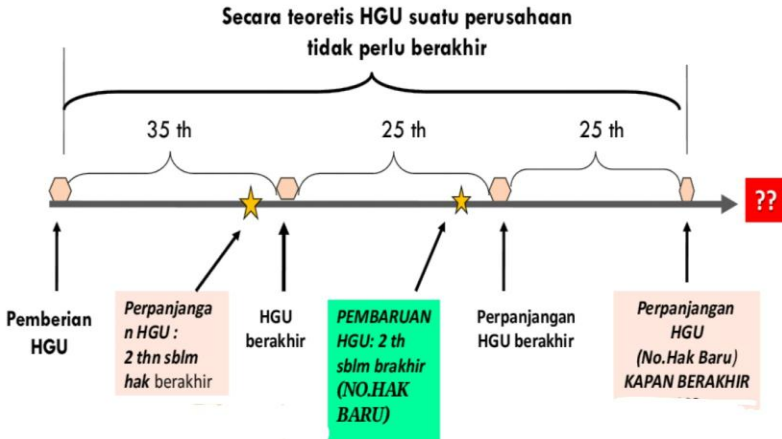 Secara teoretis HGU suatu perusahaan
tidak perlu berakhir
35 th
25 th
25 th
??
Pemberian
HGU
Perpanjanga
n HGU :
2 thn sblm
hak berakhir
HGU
berakhir
PEMBARUAN
HGU: 2 th
sblm brakhir
(NO.HAK
BARU)
Perpanjangan
HGU berakhir
Perpanjangan
HGU
(No.Hak Baru)
KAPAN BERAKHIR